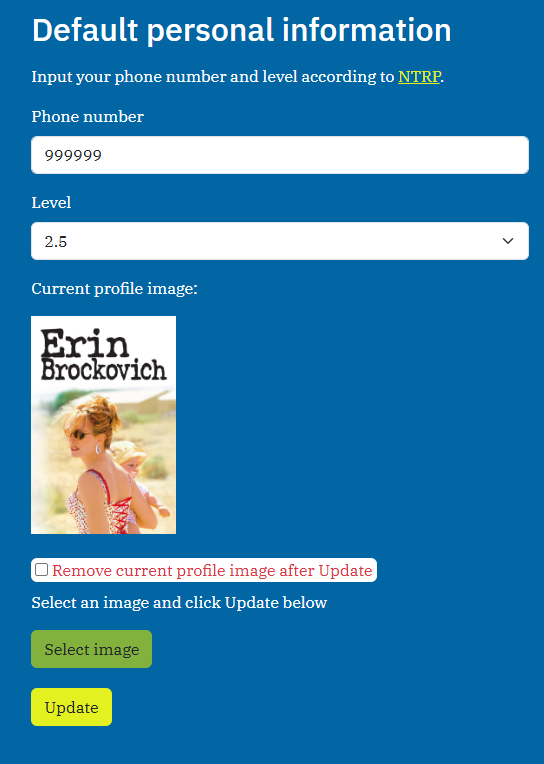 Default personal information
Input your phone number and level according to NTRP.
Phone number
999999
Level
2.5
Current profile image:
Erin
Brockovich
Remove current profile image after Update
Select an image and click Update below
Select image
Update